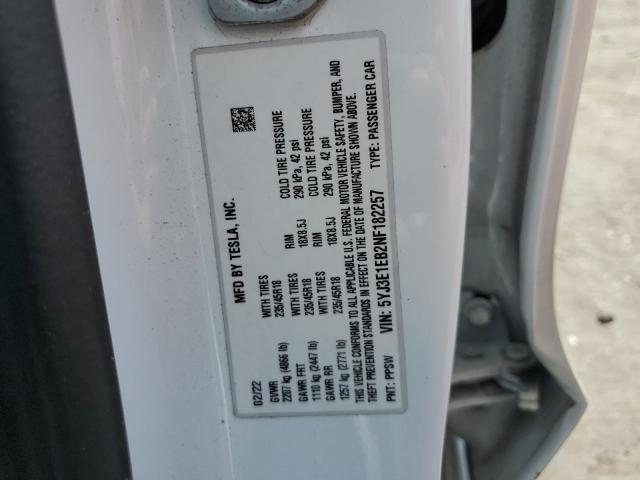 MFD BY TESLA, INC.
02/22
GVWR WITH TIRES RIM COLD TIRE PRESSURE
2207 kg (4866 lb) 235/45R18 18X8.5J 290 kPa, 42 psi
GAWR FRT WITH TIRES RIM COLD TIRE PRESSURE
1110 kg (2447 lb) 235/45R18 18X8.5J 290 kPa, 42 psi
GAWR RR
1257 kg (2771 lb)
THIS VEHICLE CONFORMS TO ALL APPLICABLE U.S. FEDERAL MOTOR VEHICLE SAFETY, BUMPER, AND
THEFT PREVENTION STANDARDS IN EFFECT ON THE DATE OF MANUFACTURE SHOWN ABOVE.
VIN: 5YJ3E1EB2NF182257 TYPE: PASSENGER CAR
PNT: PPSW